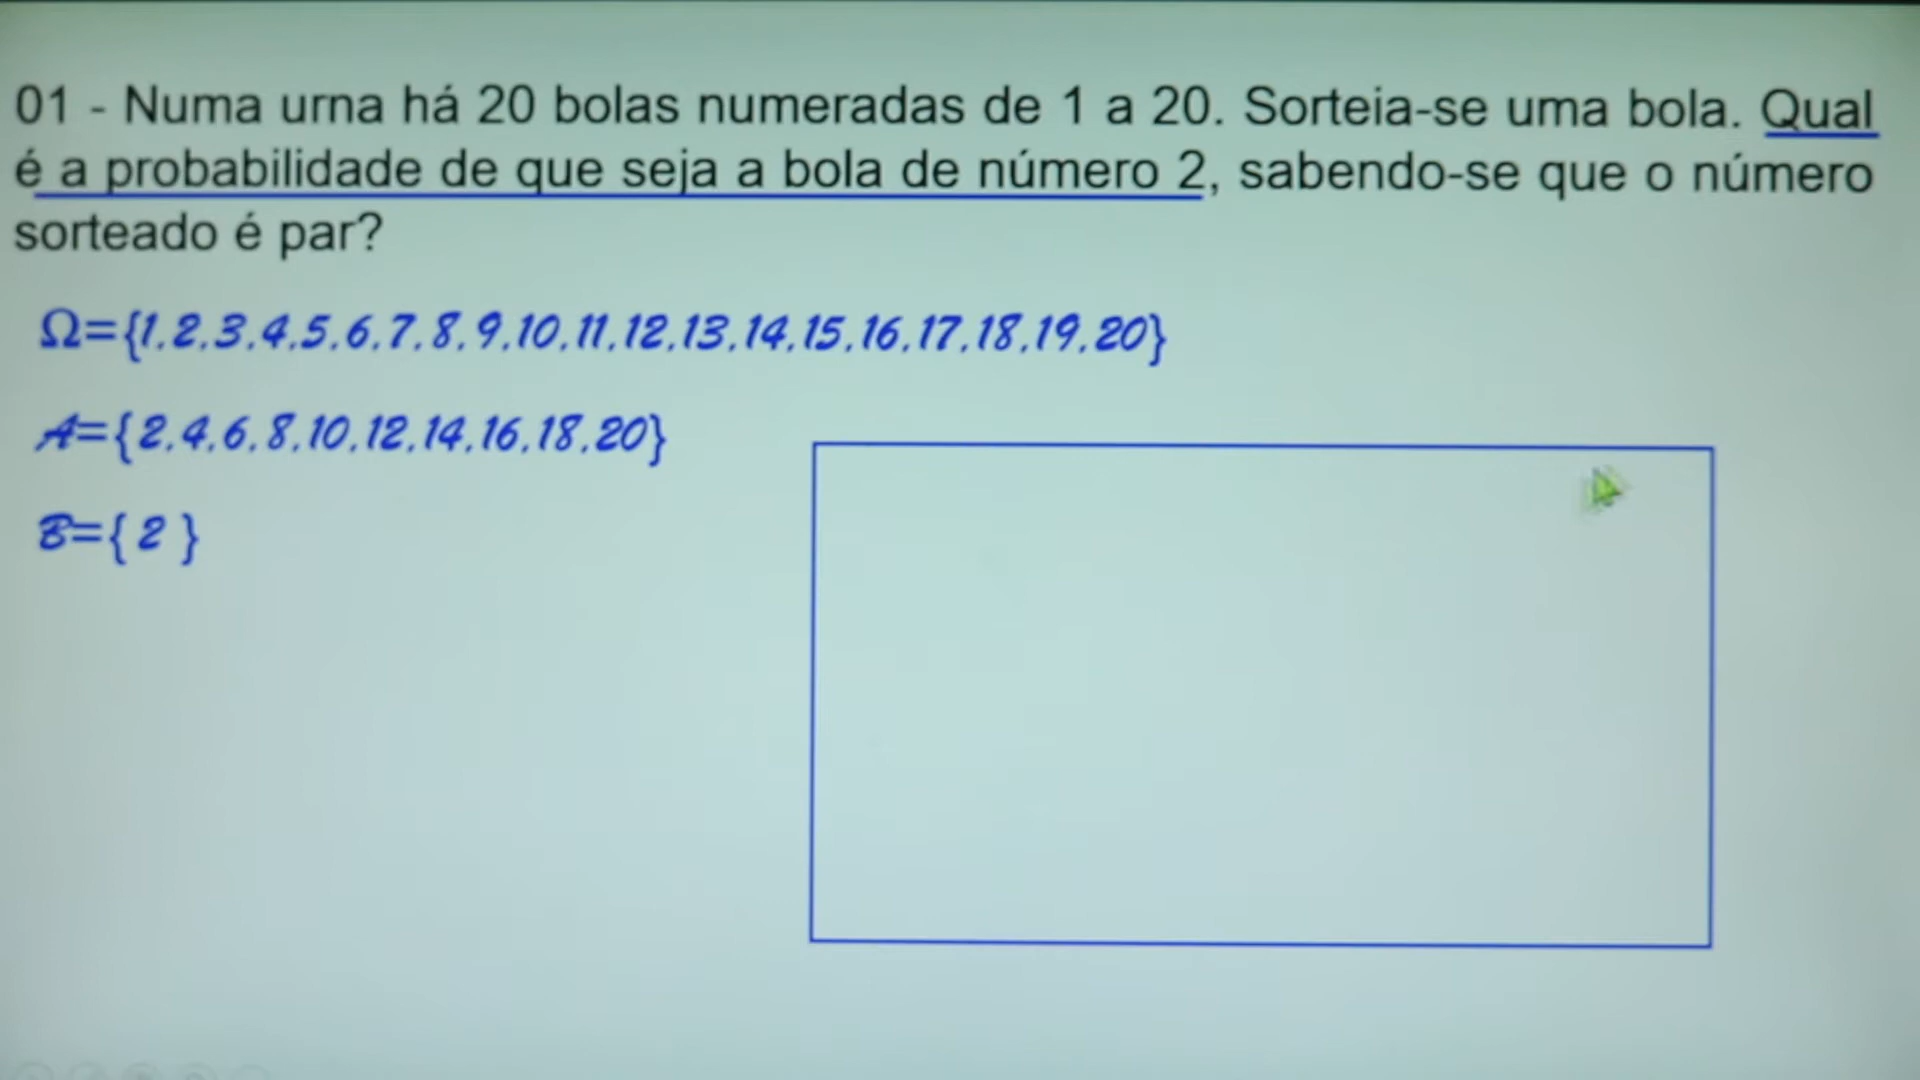 01 - Numa urna há 20 bolas numeradas de 1 a 20. Sorteia-se uma bola. Qual
é a probabilidade de que seja a bola de número 2, sabendo-se que o número
sorteado é par?
Ω={1,2,3,4,5,6,7,8,9,10,11,12,13,14,15,16,17,18,19,20}
A={2,4,6,8,10,12,14,16,18,20}
B={ 2 }